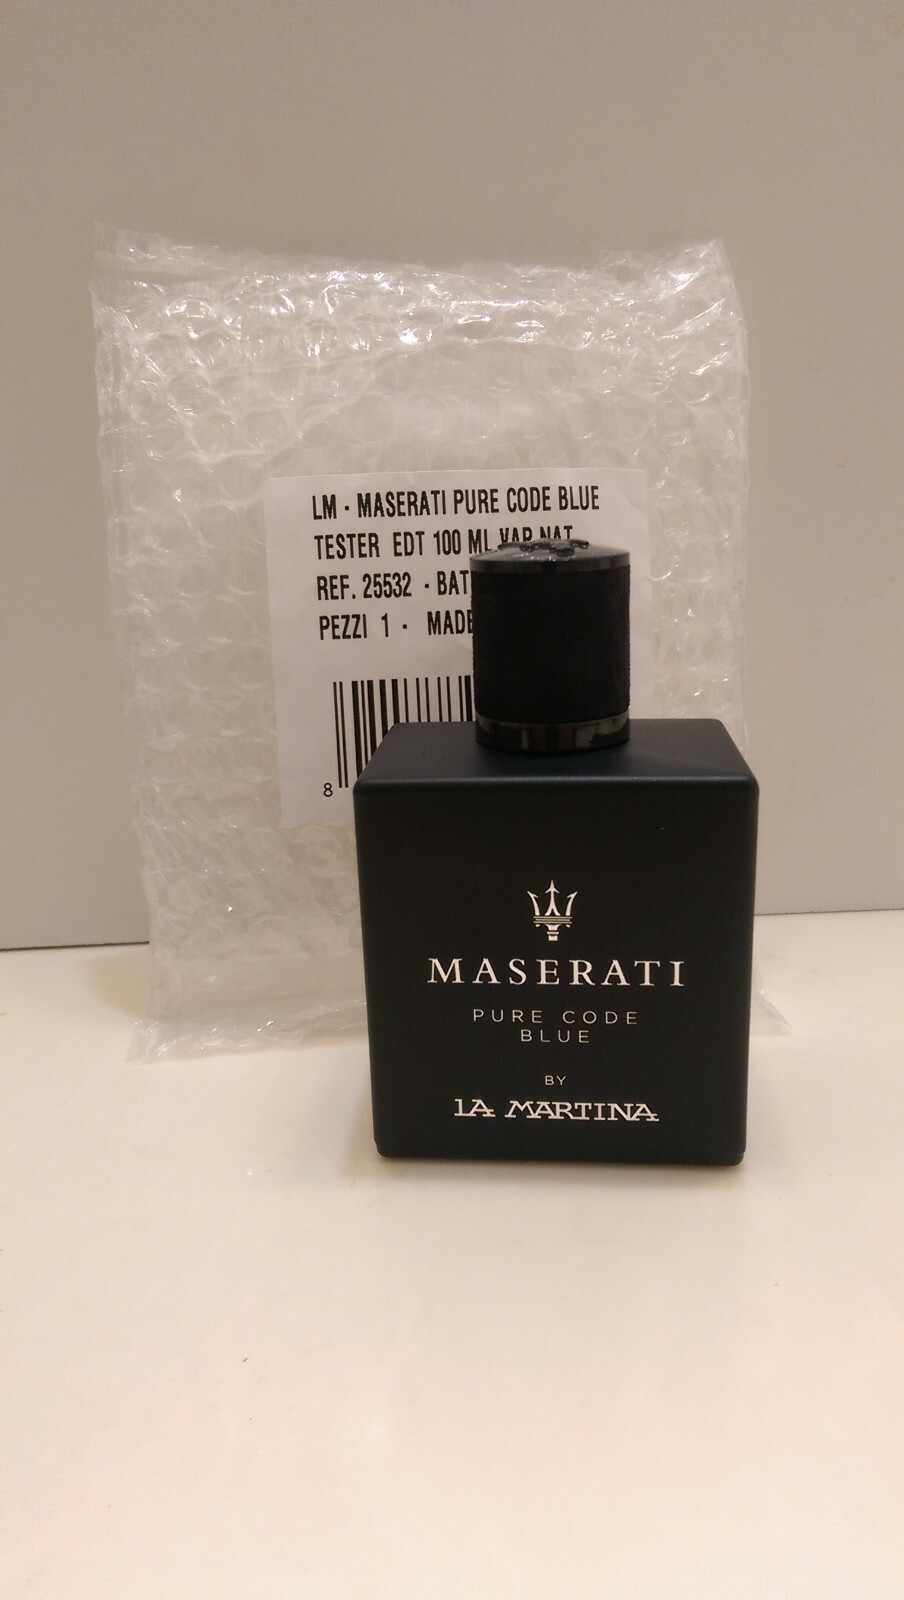 LM - MASERATI PURE CODE BLUE
TESTER EDT 100 ML VAP NAT
REF. 25532 - BAT
PEZZI 1 - MADE
8
MASERATI
PURE CODE
BLUE
BY
LA MARTINA